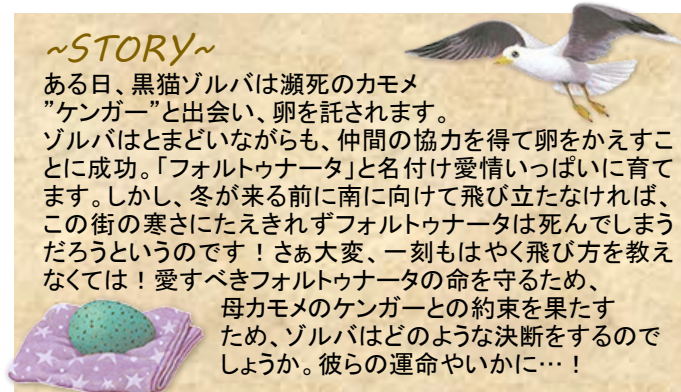 ~STORY~
ある日、黒猫ゾルバは瀕死のカモメ
”ケンガー”と出会い、卵を託されます。
ゾルバはとまどいながらも、仲間の協力を得て卵をかえすこ
とに成功。「フォルトゥナータ」と名付け愛情いっぱいに育て
ます。しかし、冬が来る前に南に向けて飛び立たなければ、
この街の寒さにたえきれずフォルトゥナータは死んでしまう
だろうというのです！さぁ大変、一刻もはやく飛び方を教え
なくては！愛すべきフォルトゥナータの命を守るため、
母カモメのケンガーとの約束を果たす
ため、ゾルバはどのような決断をするので
しょうか。彼らの運命やいかに…！